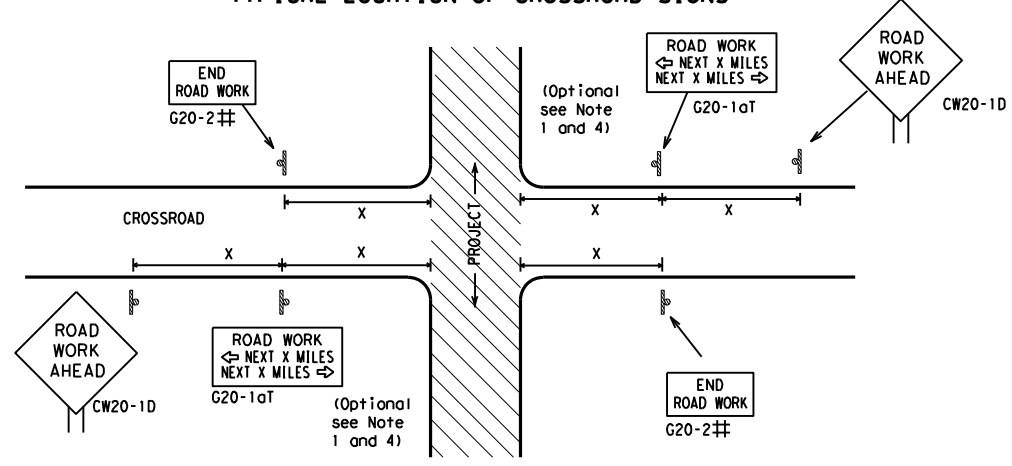 TYPICAL LOCATION OF CROSSROAD SIGNS
END
ROAD WORK
G20-2#
(Optional
see Note
1 and 4)
ROAD WORK
⇦ NEXT X MILES
NEXT X MILES ⇨
G20-1aT
ROAD
WORK
AHEAD
CW20-1D
X
X
X
CROSSROAD
PROJECT
X
X
X
ROAD
WORK
AHEAD
CW20-1D
ROAD WORK
⇦ NEXT X MILES
NEXT X MILES ⇨
G20-1aT
(Optional
see Note
1 and 4)
END
ROAD WORK
G20-2#